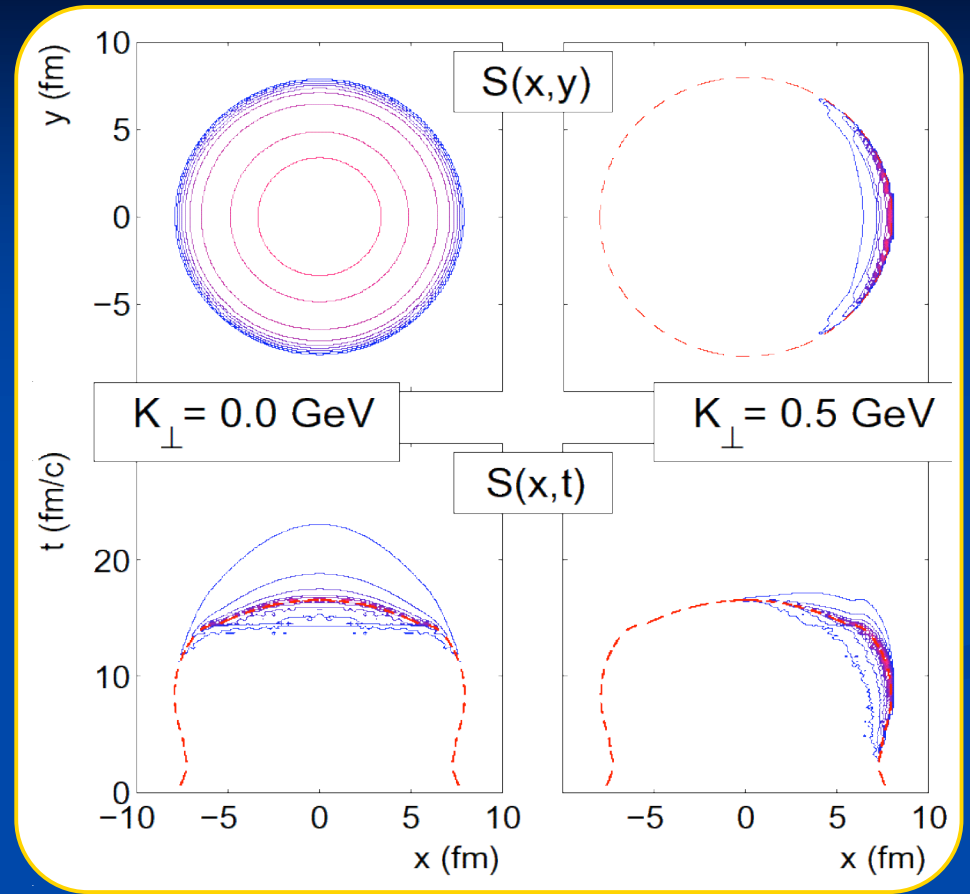 10
y (fm)
5
0
−5
S(x,y)
K⊥= 0.0 GeV
K⊥= 0.5 GeV
S(x,t)
t (fm/c)
20
10
0
−10 −5 0 5 10
x (fm)
−5 0 5 10
x (fm)